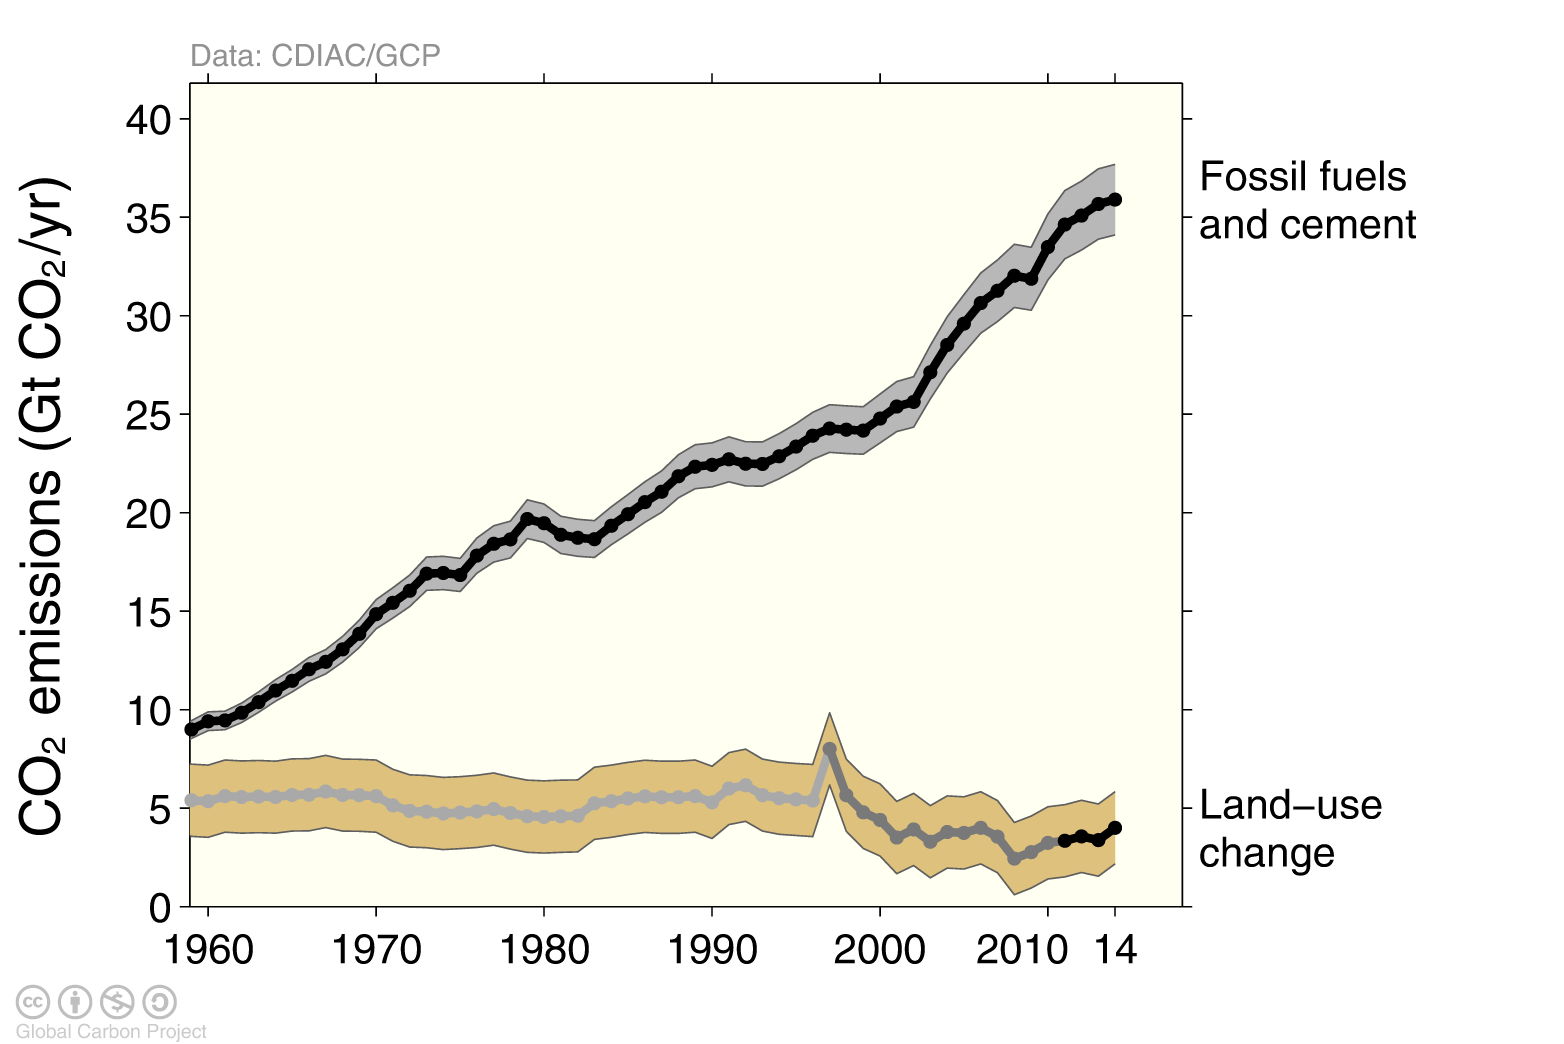 Data: CDIAC/GCP
CO₂ emissions (Gt CO₂/yr)
40
35
30
25
20
15
10
5
0
1960 1970 1980 1990 2000 2010 14
Fossil fuels
and cement
Land–use
change
cc
Global Carbon Project